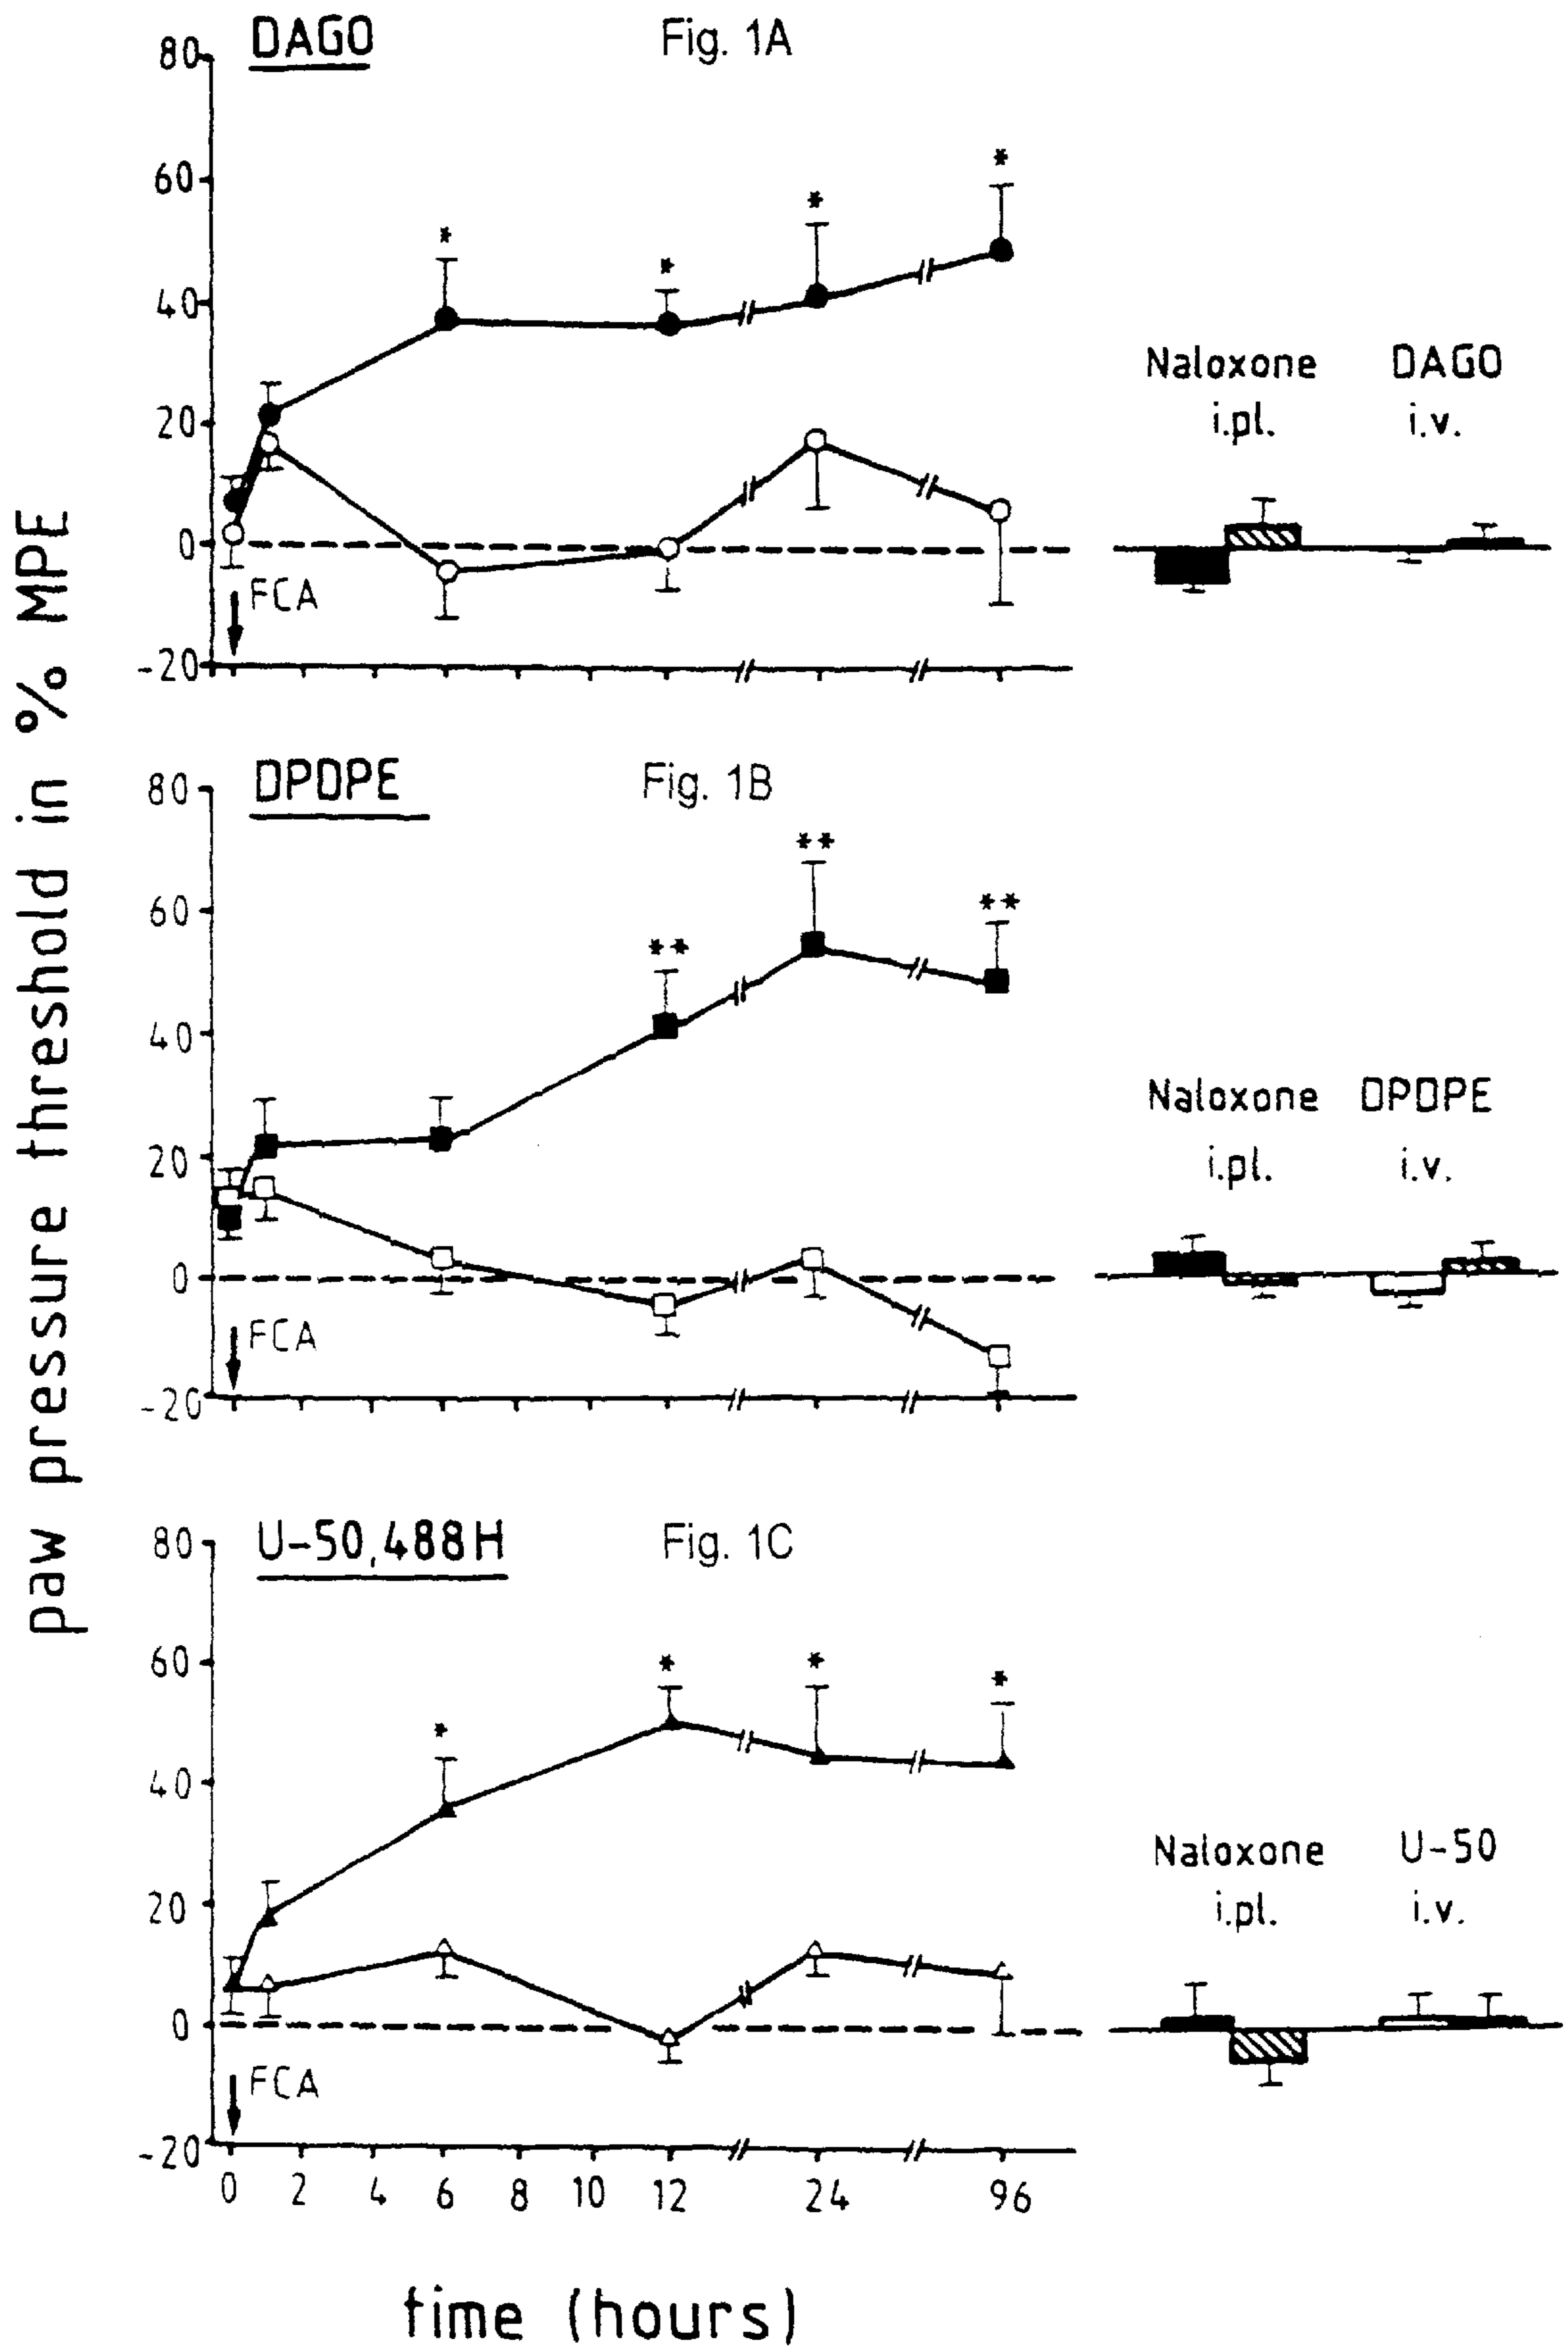 paw pressure threshold in % MPE
DAGO
Fig. 1A
80
60
40
20
0
-20
* * * *
FCA
Naloxone DAGO
i.pl. i.v.
DPDPE
Fig. 1B
80
60
40
20
0
-20
** ** **
FCA
Naloxone DPDPE
i.pl. i.v.
U-50,488H
Fig. 1C
80
60
40
20
0
-20
* * * *
FCA
Naloxone U-50
i.pl. i.v.
0 2 4 6 8 10 12 24 96
time (hours)